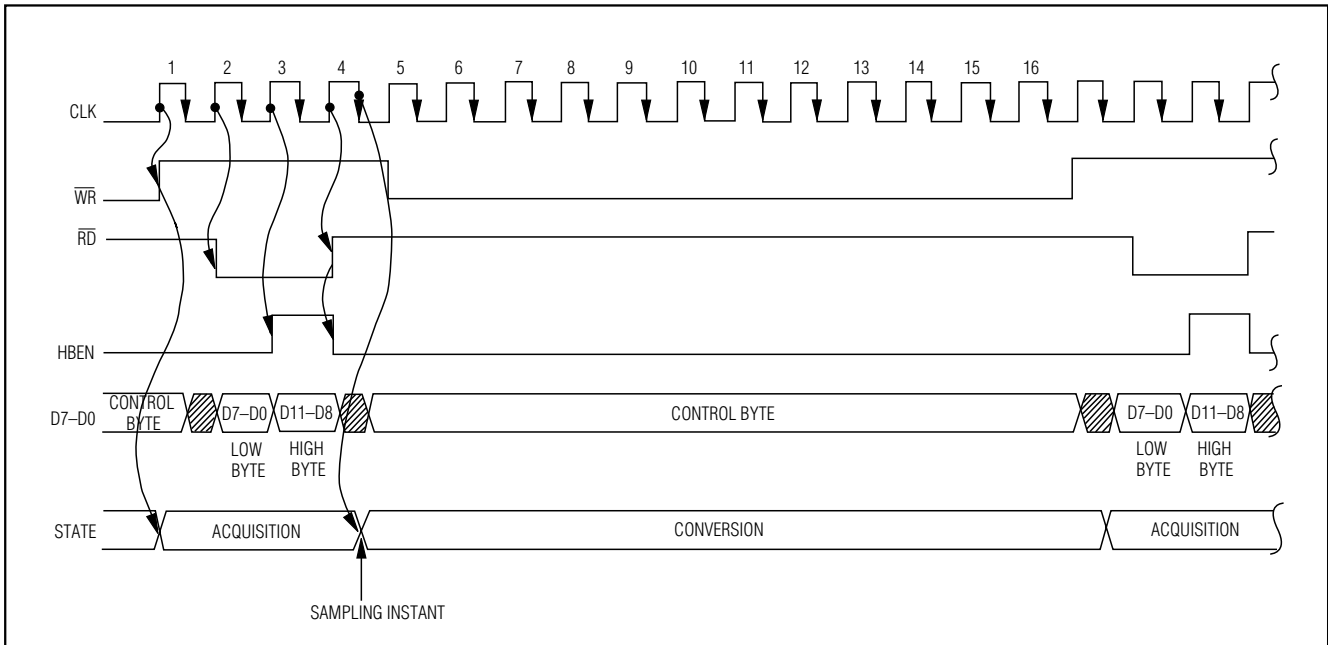 1 2 3 4 5 6 7 8 9 10 11 12 13 14 15 16
CLK
WR
RD
HBEN
D7–D0
CONTROL
BYTE
D7–D0
D11–D8
CONTROL BYTE
D7–D0
D11–D8
LOW
BYTE
HIGH
BYTE
LOW
BYTE
HIGH
BYTE
STATE
ACQUISITION
CONVERSION
ACQUISITION
SAMPLING INSTANT